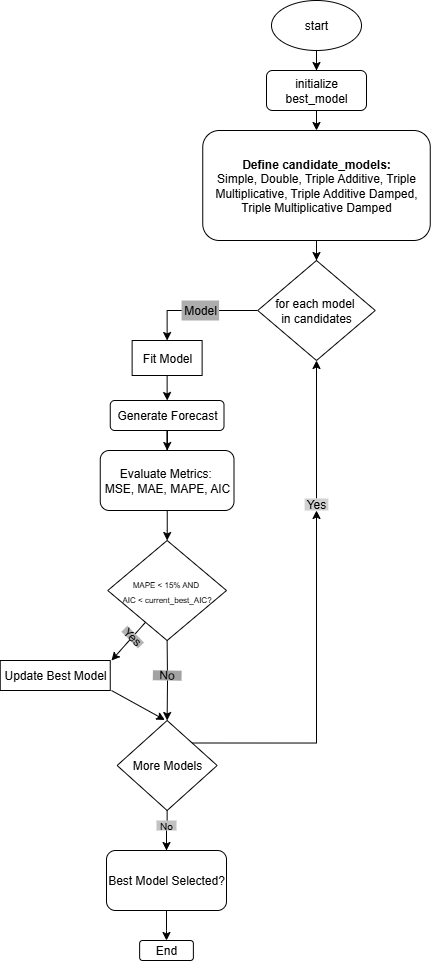 start
initialize
best_model
Define candidate_models:
Simple, Double, Triple Additive, Triple
Multiplicative, Triple Additive Damped,
Triple Multiplicative Damped
for each model
in candidates
Model
Fit Model
Generate Forecast
Evaluate Metrics:
MSE, MAE, MAPE, AIC
Yes
MAPE < 15% AND
AIC < current_best_AIC?
Yes
Update Best Model
No
More Models
No
Best Model Selected?
End